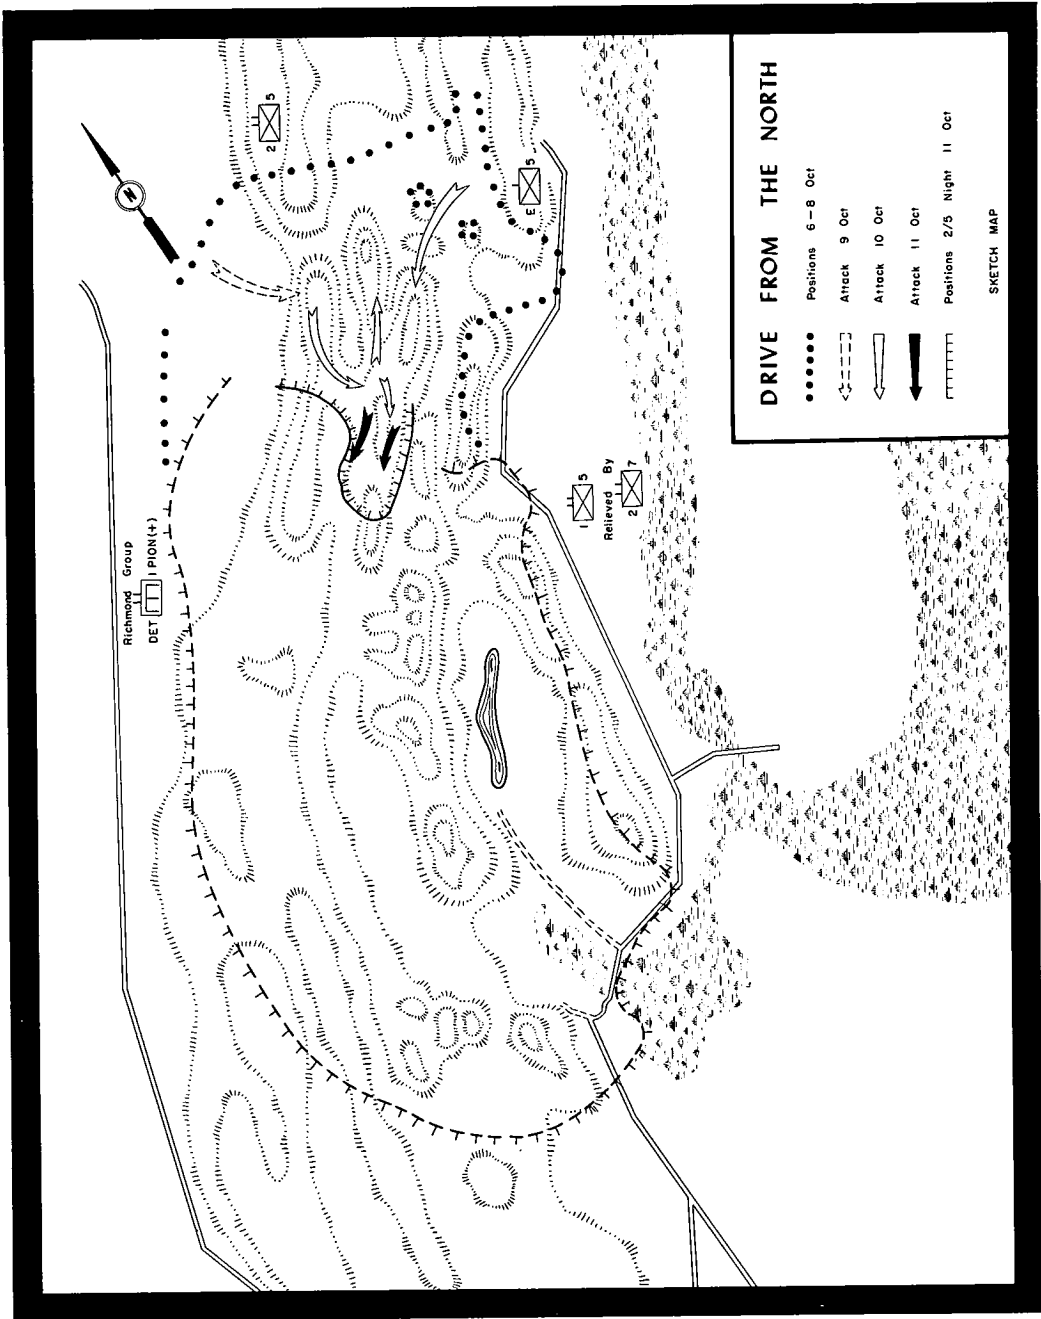 DRIVE FROM THE NORTH
Positions 6-8 Oct
Attack 9 Oct
Attack 10 Oct
Attack 11 Oct
Positions 2/5 Night 11 Oct
SKETCH MAP
Richmond Group
DET 1 PION(+)
N
2 5
E 5
1 5
Relieved By
2 7